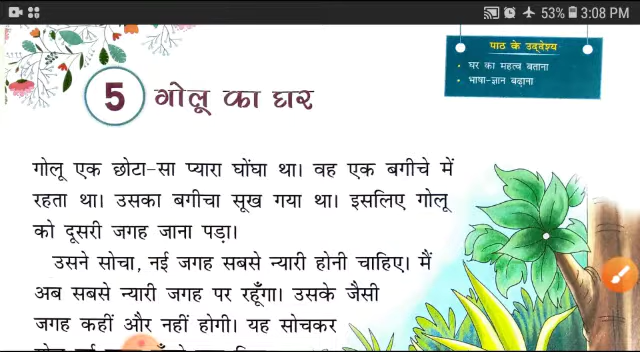 53% 3:08 PM
पाठ के उद्देश्य
• घर का महत्व बताना
• भाषा-ज्ञान बढ़ाना
5 गोलू का घर
गोलू एक छोटा-सा प्यारा घोंघा था। वह एक बगीचे में
रहता था। उसका बगीचा सूख गया था। इसलिए गोलू
को दूसरी जगह जाना पड़ा।
उसने सोचा, नई जगह सबसे न्यारी होनी चाहिए। मैं
अब सबसे न्यारी जगह पर रहूँगा। उसके जैसी
जगह कहीं और नहीं होगी। यह सोचकर